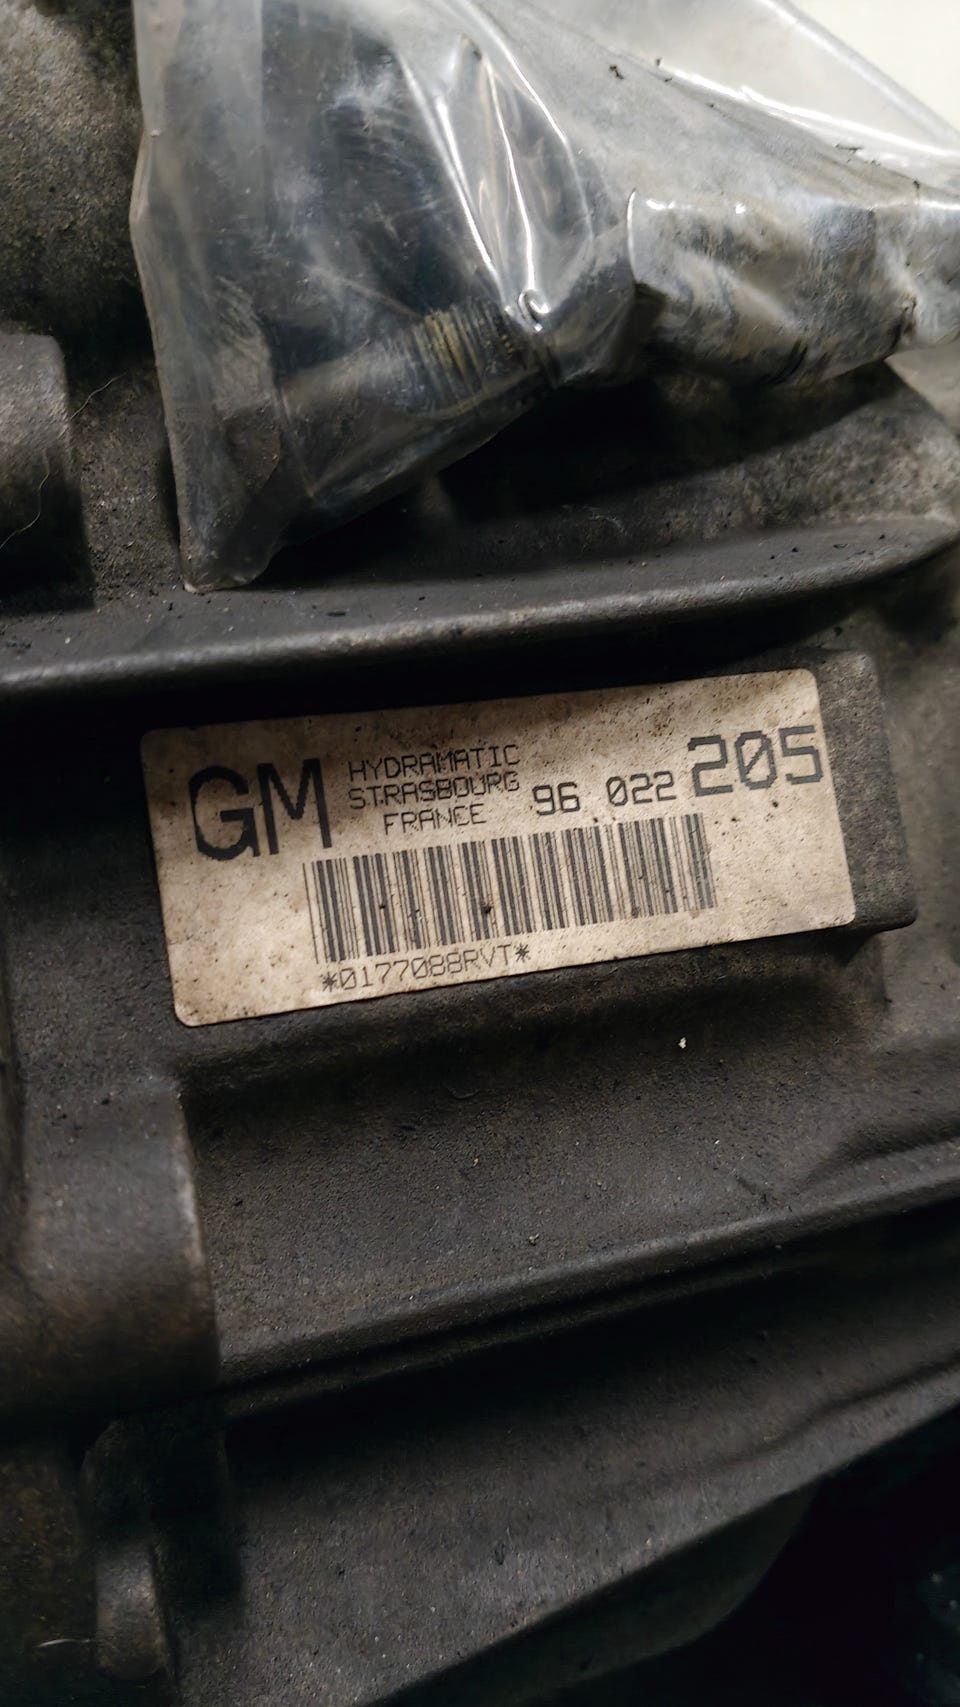 GM
HYDRAMATIC
STRASBOURG
FRANCE
96 022 205
*0177088RVT*